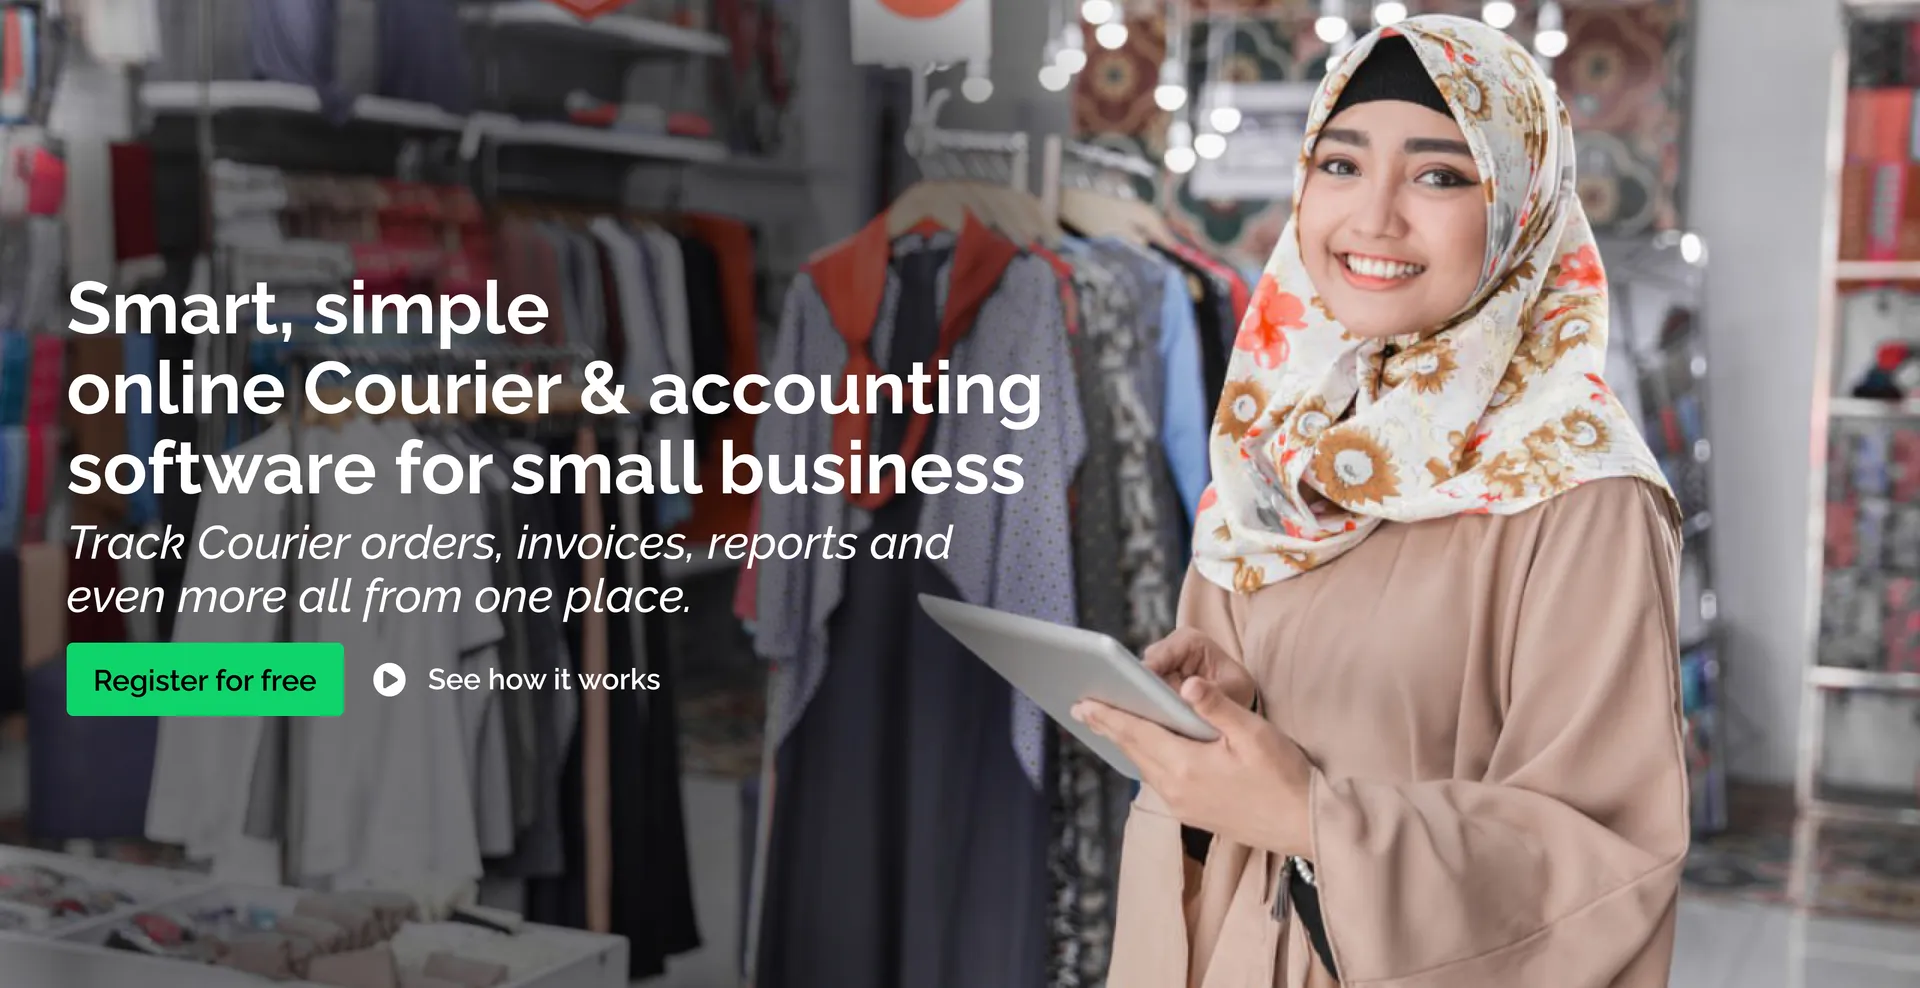 Smart, simple
online Courier & accounting
software for small business
Track Courier orders, invoices, reports and
even more all from one place.
Register for free
See how it works